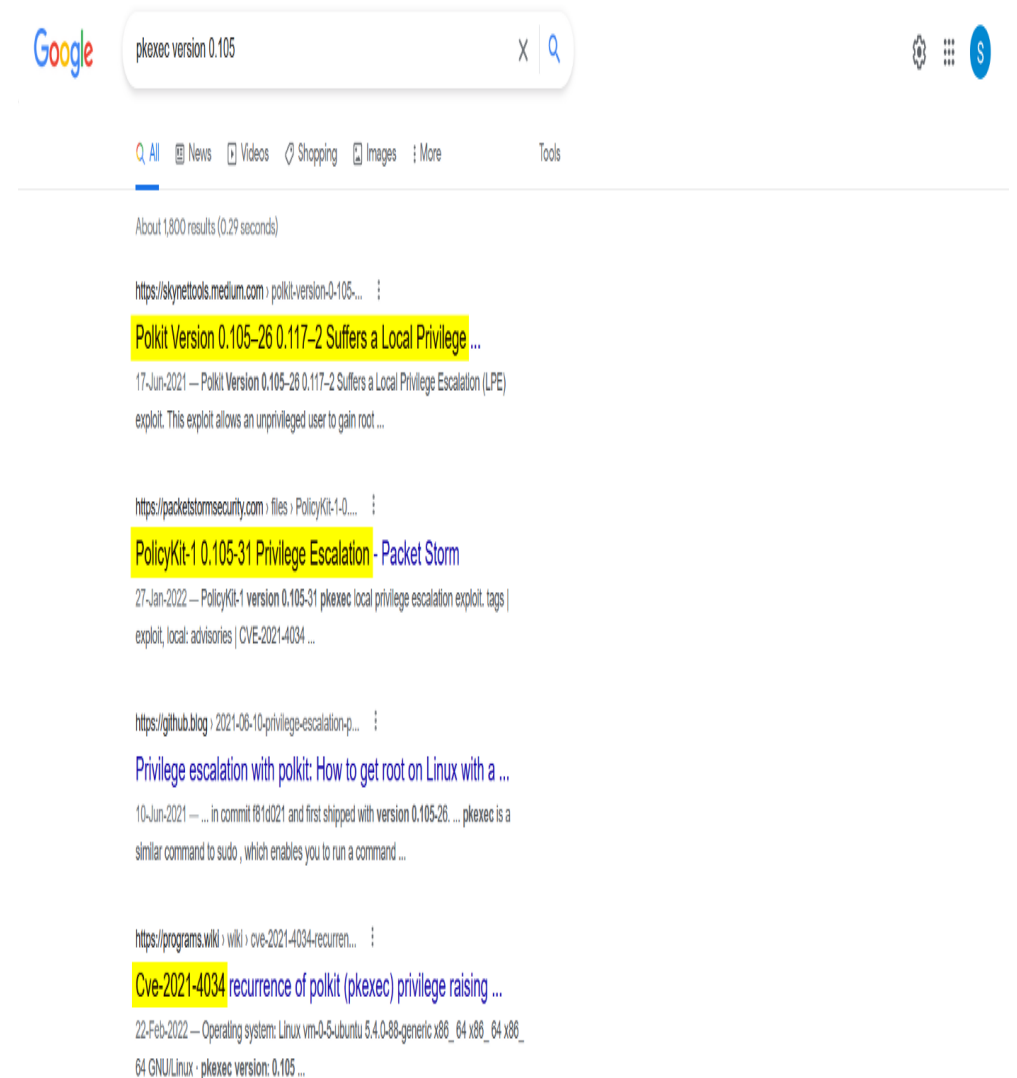 Google
pkexec version 0.105
S
All News Videos Shopping Images More Tools
About 1,800 results (0.29 seconds)
https://skynettools.medium.com › polkit-version-0-105-...
Polkit Version 0.105–26 0.117–2 Suffers a Local Privilege ...
17-Jun-2021 — Polkit Version 0.105–26 0.117–2 Suffers a Local Privilege Escalation (LPE)
exploit. This exploit allows an unprivileged user to gain root ...
https://packetstormsecurity.com › files › PolicyKit-1-0....
PolicyKit-1 0.105-31 Privilege Escalation - Packet Storm
27-Jan-2022 — PolicyKit-1 version 0.105-31 pkexec local privilege escalation exploit. tags |
exploit, local: advisories | CVE-2021-4034 ...
https://github.blog › 2021-06-10-privilege-escalation-p...
Privilege escalation with polkit: How to get root on Linux with a ...
10-Jun-2021 — ... in commit f81d021 and first shipped with version 0.105-26. ... pkexec is a
similar command to sudo , which enables you to run a command ...
https://programs.wiki › wiki › cve-2021-4034-recurren...
Cve-2021-4034 recurrence of polkit (pkexec) privilege raising ...
22-Feb-2022 — Operating system: Linux vm-0-5-ubuntu 5.4.0-88-generic x86_64 x86_64 x86_
64 GNU/Linux · pkexec version: 0.105 ...